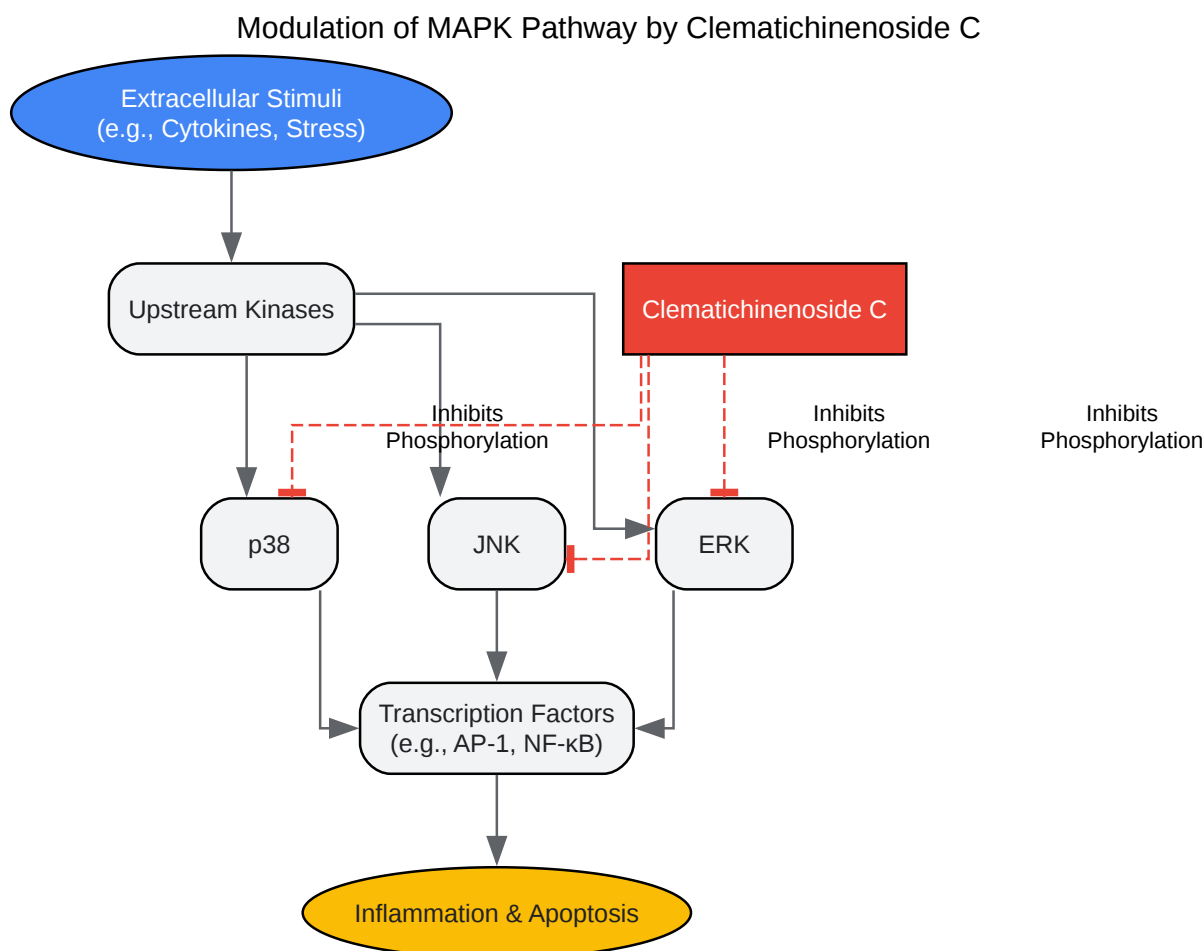 Modulation of MAPK Pathway by Clematichinenoside C
Extracellular Stimuli
(e.g., Cytokines, Stress)
Upstream Kinases
Clematichinenoside C
Inhibits
Phosphorylation
Inhibits
Phosphorylation
Inhibits
Phosphorylation
p38
JNK
ERK
Transcription Factors
(e.g., AP-1, NF-κB)
Inflammation & Apoptosis